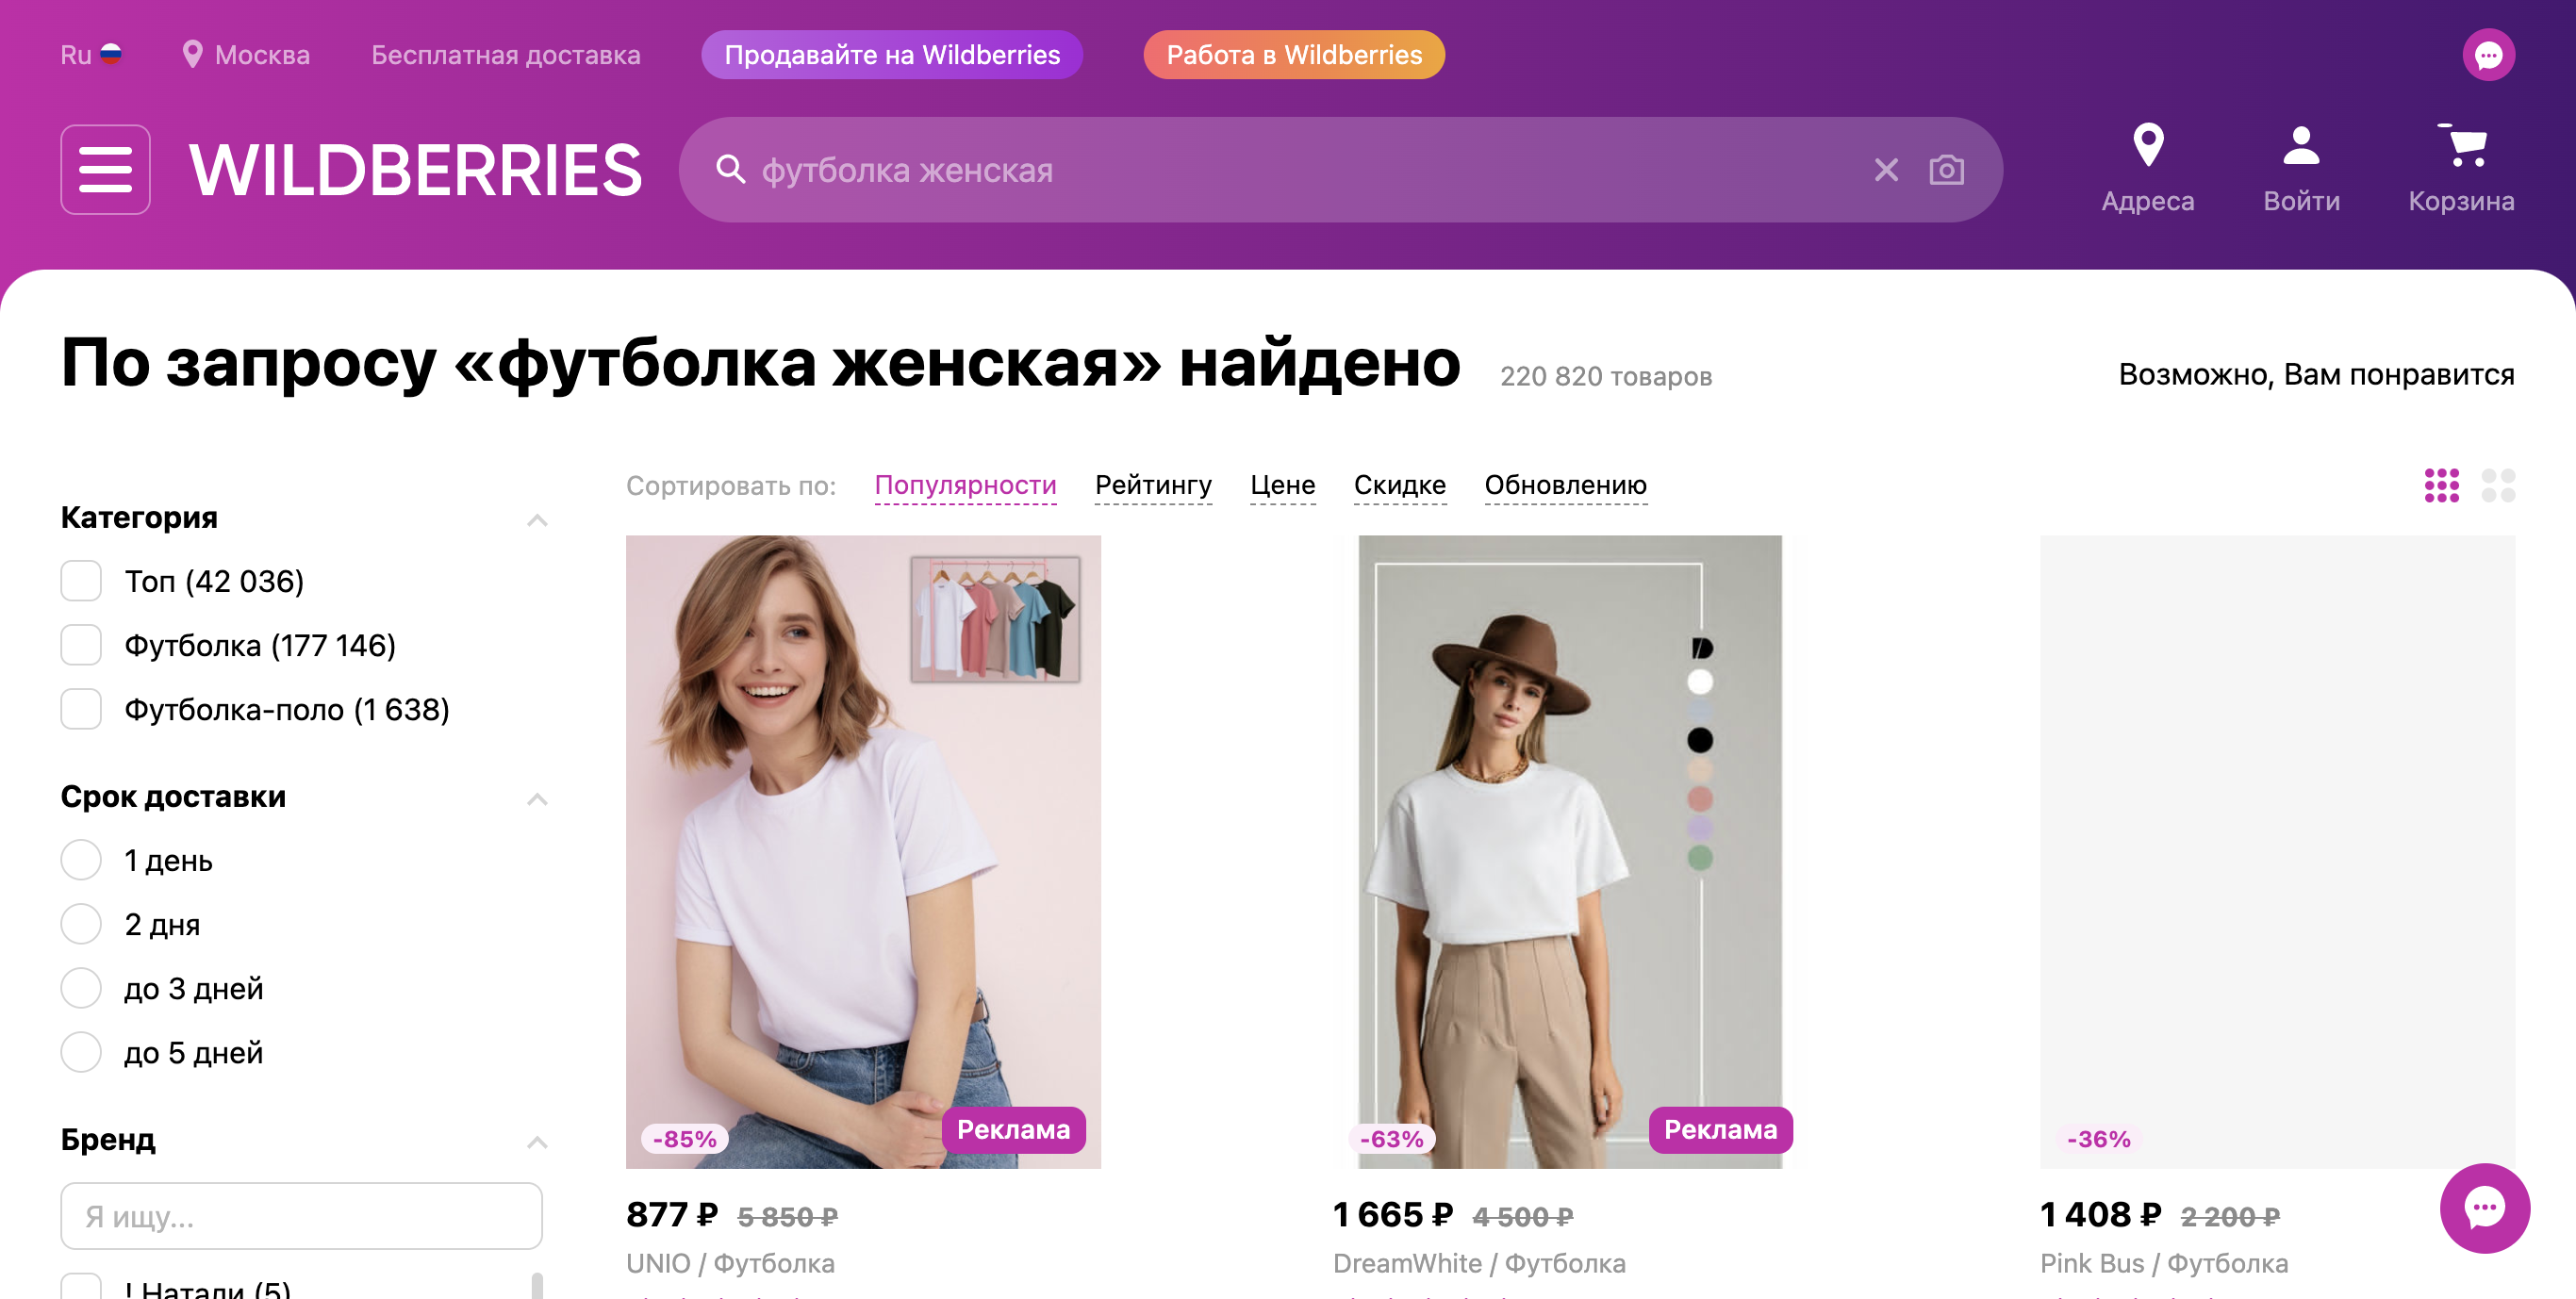 Ru
Москва
Бесплатная доставка
Продавайте на Wildberries
Работа в Wildberries
WILDBERRIES
футболка женская
Адреса
Войти
Корзина
По запросу «футболка женская» найдено
220 820 товаров
Возможно, Вам понравится
Сортировать по:
Популярности
Рейтингу
Цене
Скидке
Обновлению
Категория
Топ (42 036)
Футболка (177 146)
Футболка-поло (1 638)
Срок доставки
1 день
2 дня
до 3 дней
до 5 дней
Бренд
Я ищу...
! Натали (5)
-85%
Реклама
877 ₽ 5 850 ₽
UNIO / Футболка
-63%
Реклама
1 665 ₽ 4 500 ₽
DreamWhite / Футболка
-36%
1 408 ₽ 2 200 ₽
Pink Bus / Футболка